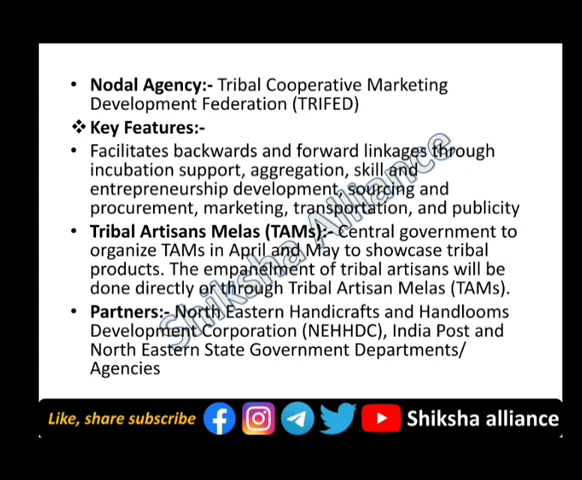 • Nodal Agency:- Tribal Cooperative Marketing
Development Federation (TRIFED)
❖ Key Features:-
• Facilitates backwards and forward linkages through
incubation support, aggregation, skill and
entrepreneurship development, sourcing and
procurement, marketing, transportation, and publicity
• Tribal Artisans Melas (TAMs):- Central government to
organize TAMs in April and May to showcase tribal
products. The empanelment of tribal artisans will be
done directly or through Tribal Artisan Melas (TAMs).
• Partners:- North Eastern Handicrafts and Handlooms
Development Corporation (NEHHDC), India Post and
North Eastern State Government Departments/
Agencies
Shiksha Alliance
Like, share subscribe Shiksha alliance